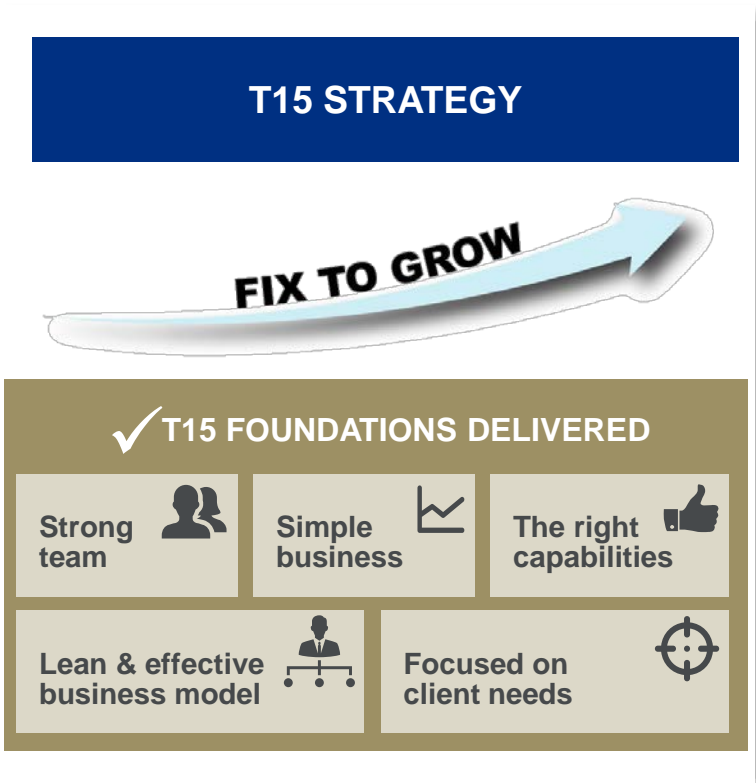 T15 STRATEGY
FIX TO GROW
T15 FOUNDATIONS DELIVERED
Strong
team
Simple
business
The right
capabilities
Lean & effective
business model
Focused on
client needs